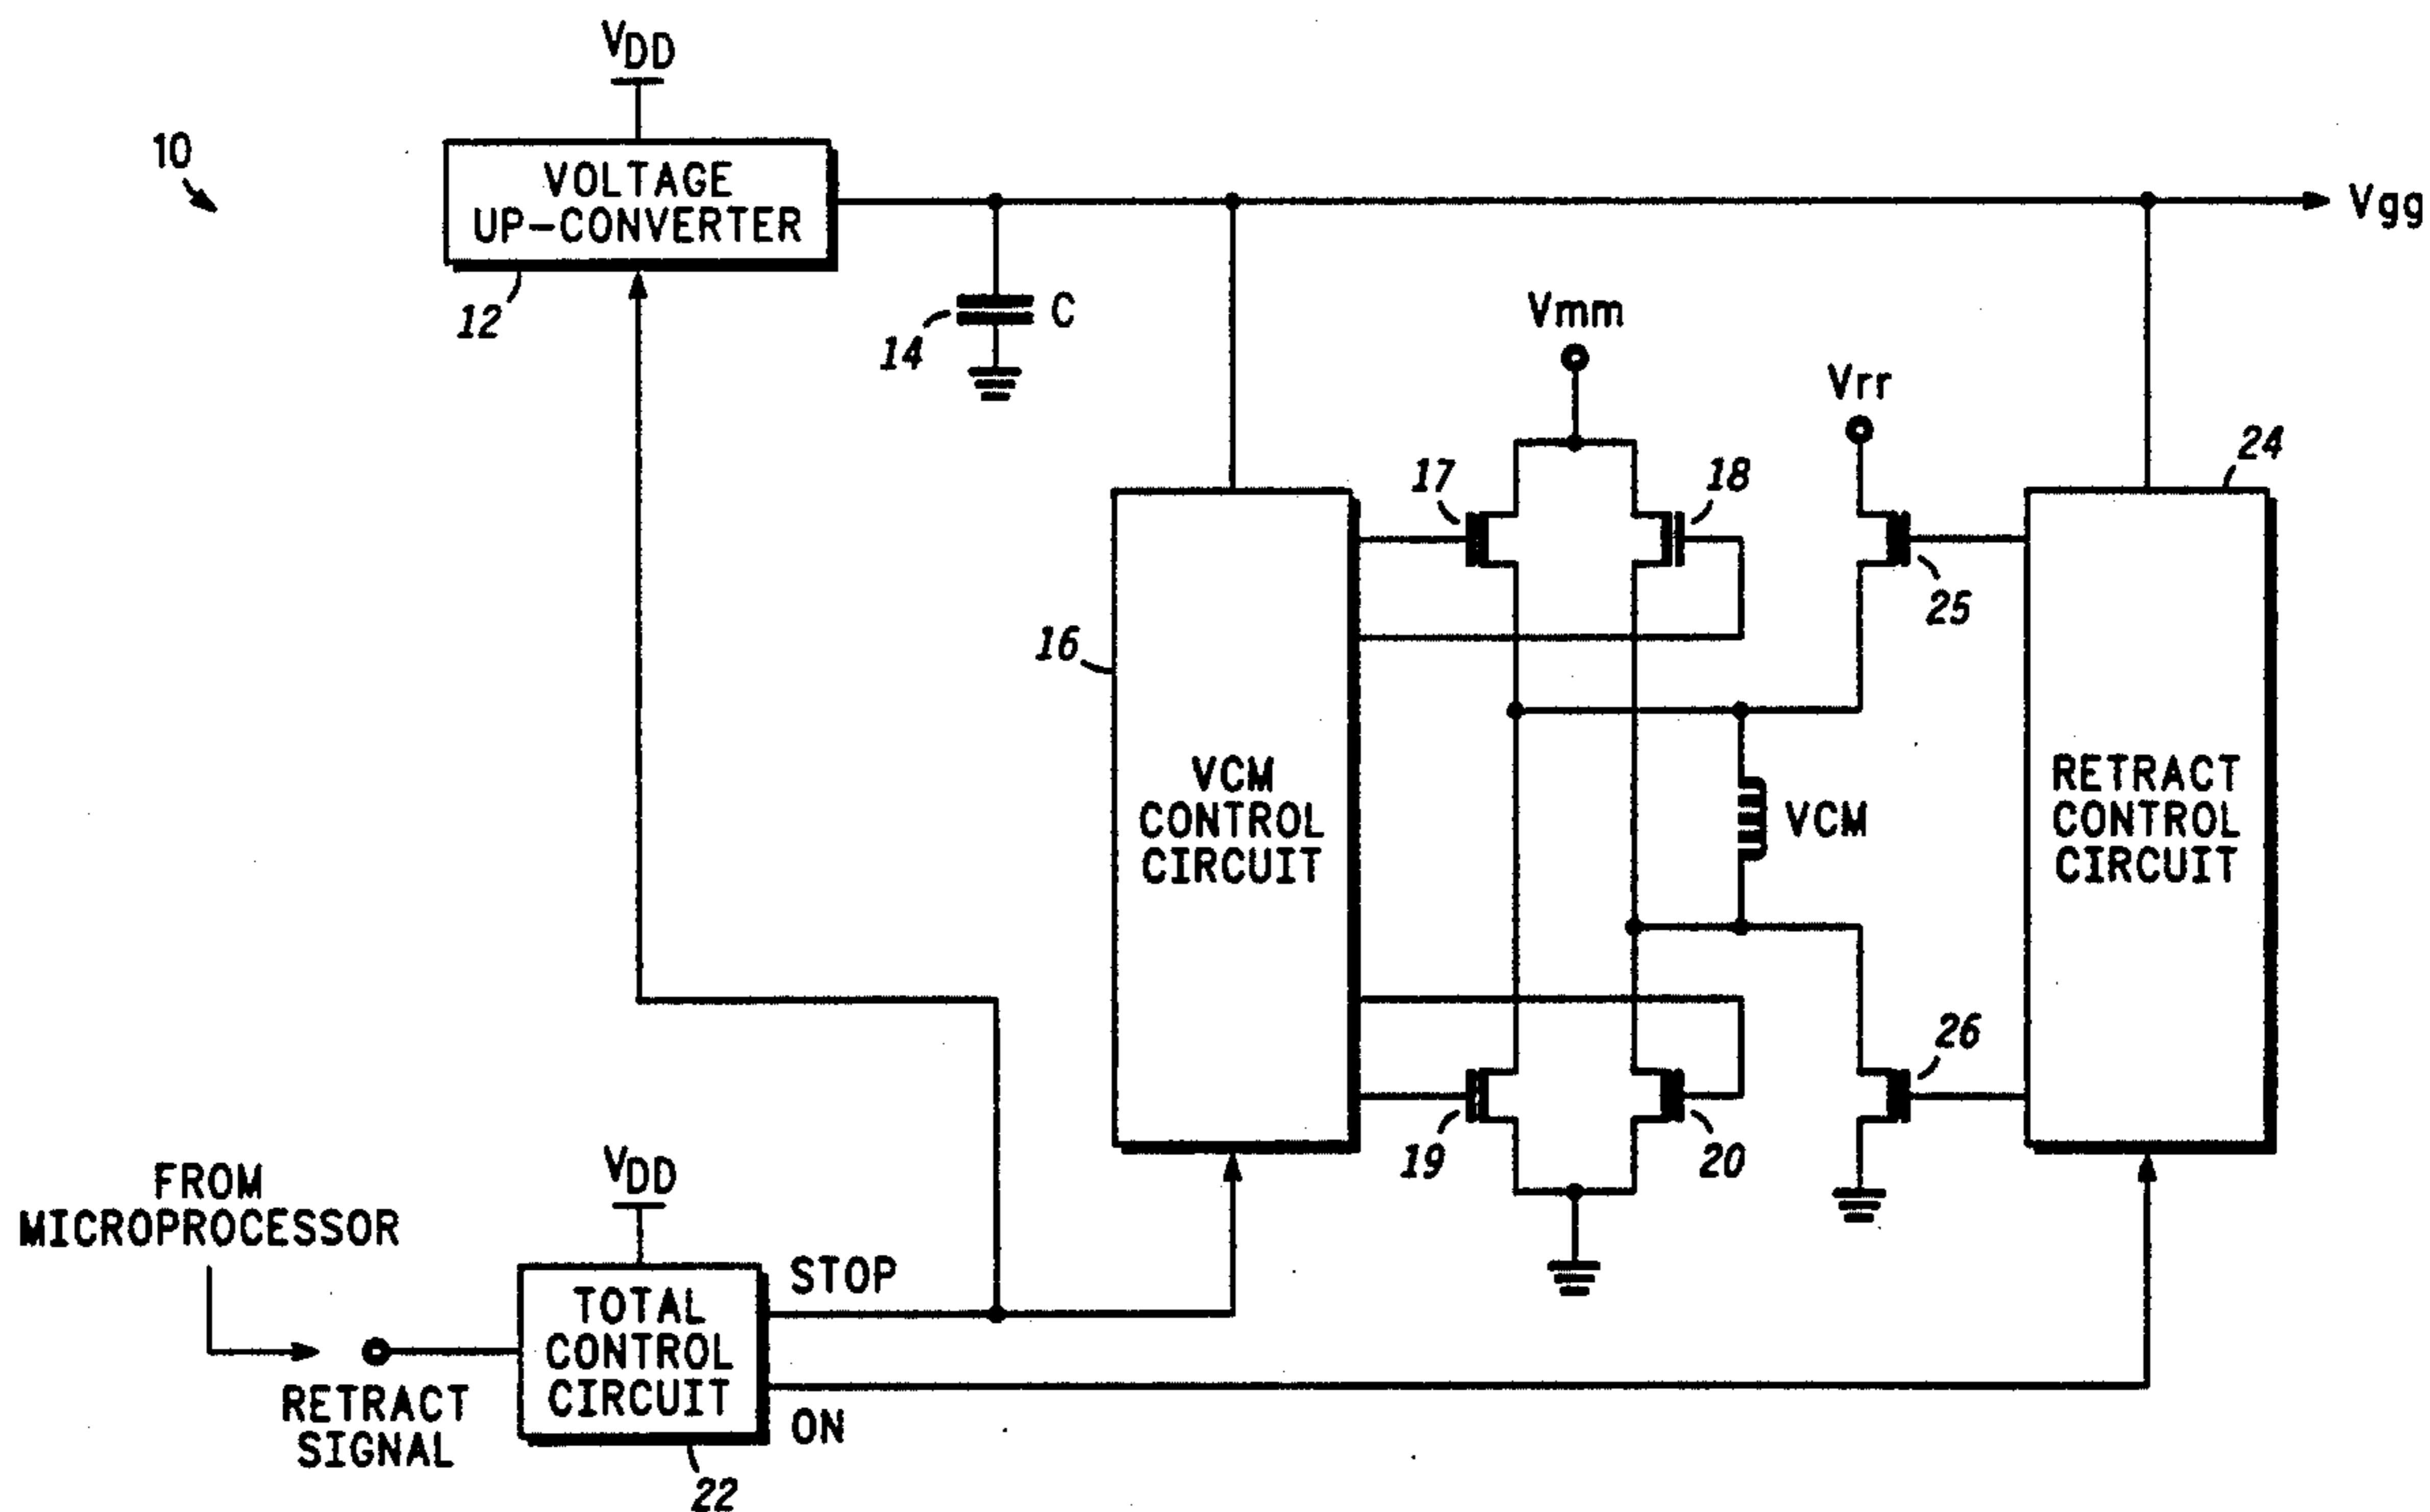 VDD
10
VOLTAGE
UP-CONVERTER
Vgg
12
14
C
Vmm
Vrr
17
18
24
25
16
VCM
CONTROL
CIRCUIT
VCM
RETRACT
CONTROL
CIRCUIT
26
19
20
FROM
MICROPROCESSOR
VDD
STOP
TOTAL
CONTROL
CIRCUIT
RETRACT
SIGNAL
ON
22